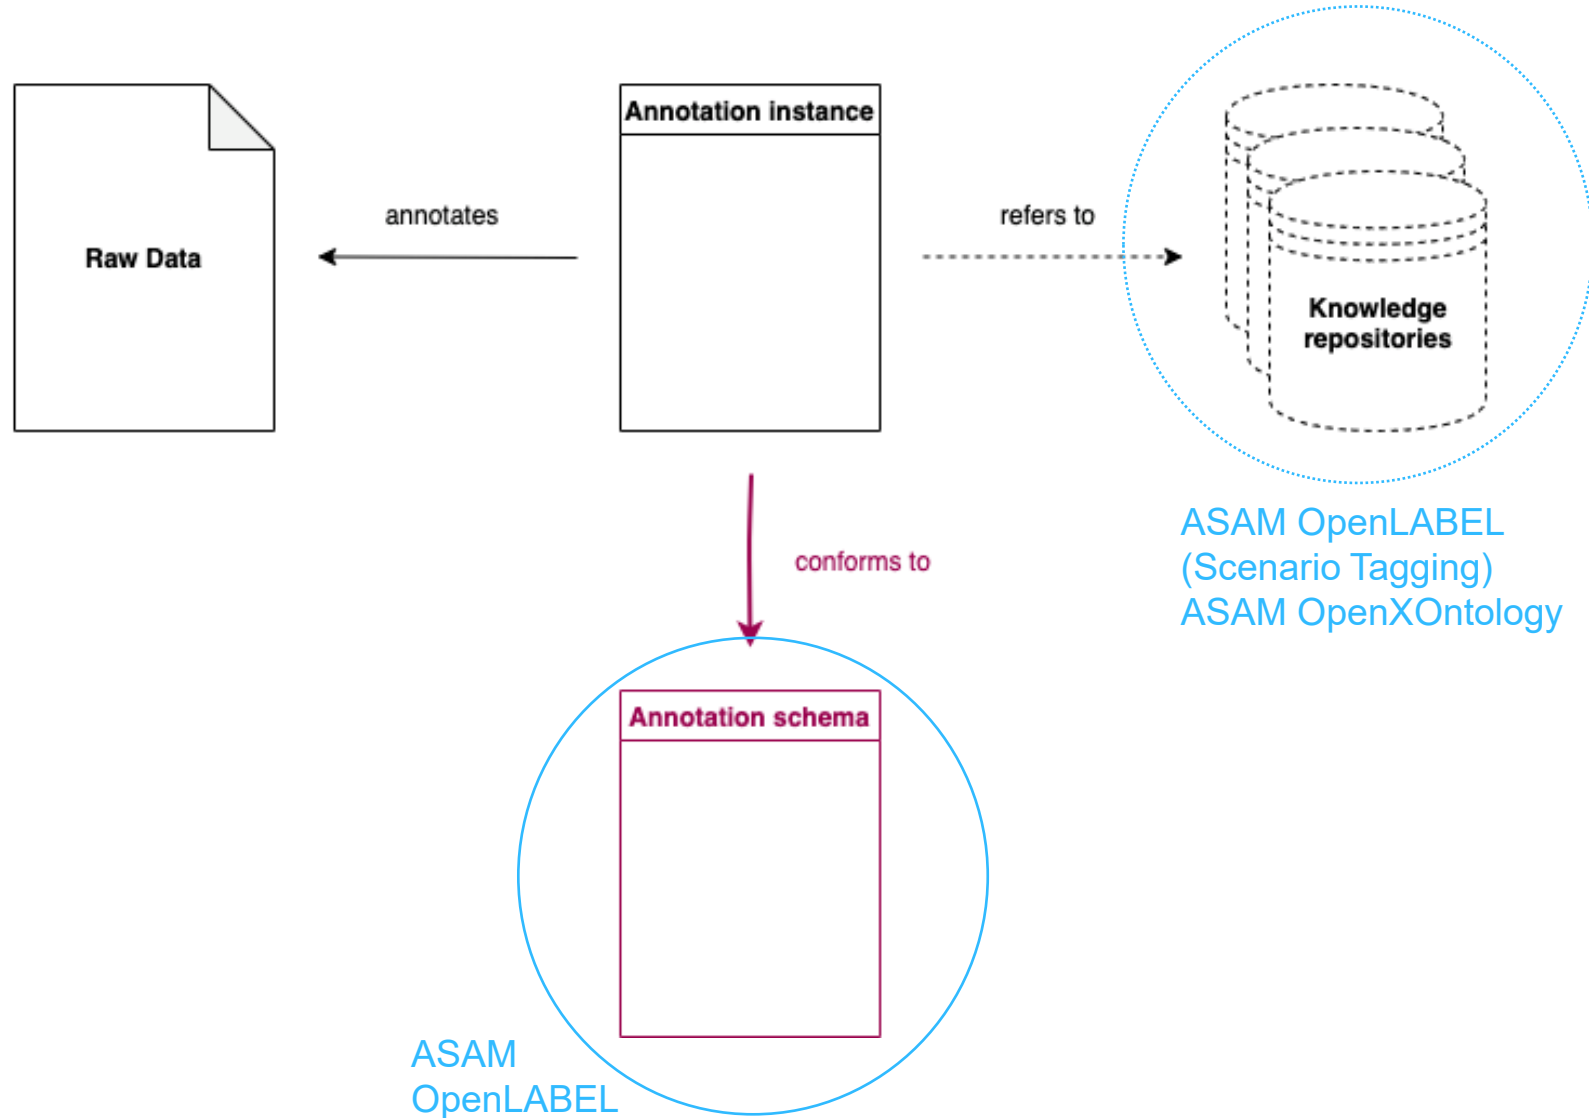 Annotation instance
annotates
refers to
Raw Data
Knowledge
repositories
ASAM OpenLABEL
(Scenario Tagging)
ASAM OpenXOntology
conforms to
Annotation schema
ASAM
OpenLABEL